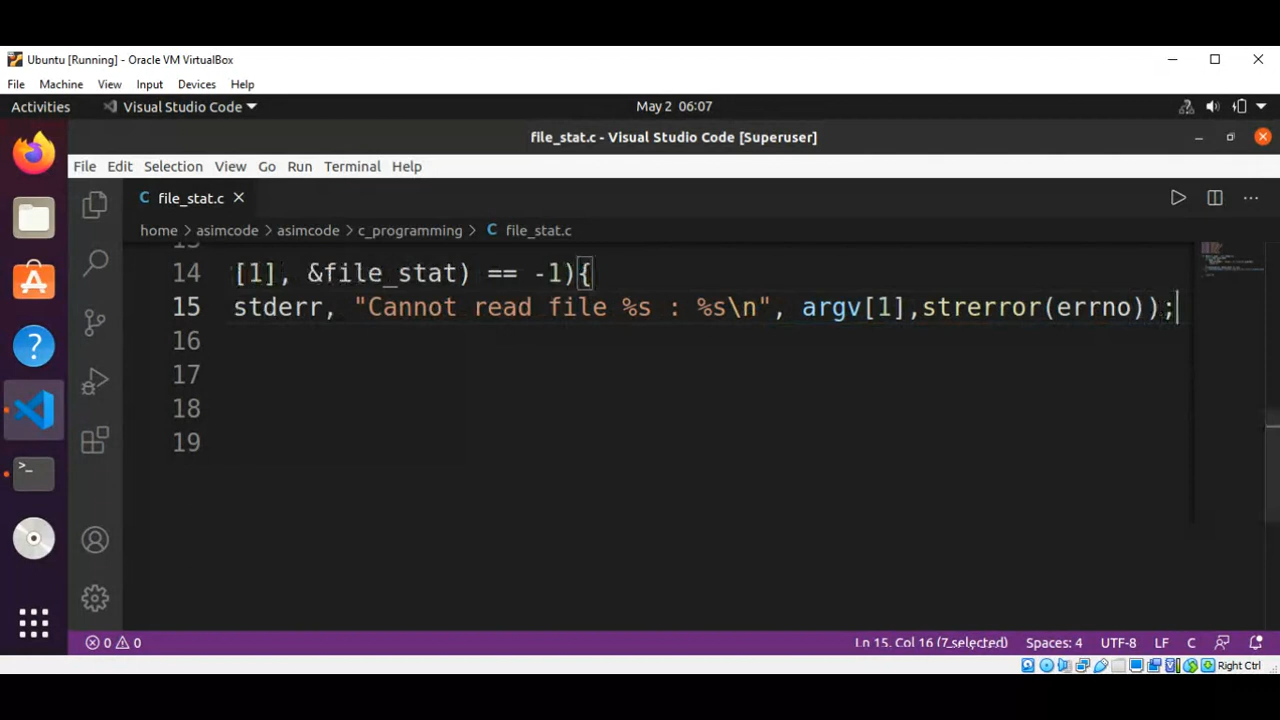 Ubuntu [Running] - Oracle VM VirtualBox
File Machine View Input Devices Help
Activities Visual Studio Code May 2 06:07
file_stat.c - Visual Studio Code [Superuser]
File Edit Selection View Go Run Terminal Help
C file_stat.c
home > asimcode > asimcode > c_programming > C file_stat.c
14 [1], &file_stat) == -1){
15 stderr, "Cannot read file %s : %s\n", argv[1],strerror(errno));
16
17
18
19
0 0 Ln 15, Col 16 (7 selected) Spaces: 4 UTF-8 LF C
Right Ctrl